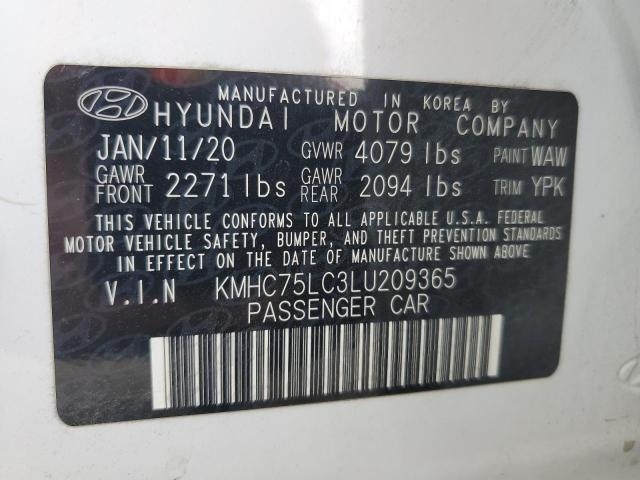 MANUFACTURED IN KOREA BY
HYUNDAI MOTOR COMPANY
JAN/11/20 GVWR 4079 lbs PAINT WAW
GAWR FRONT 2271 lbs GAWR REAR 2094 lbs TRIM YPK
THIS VEHICLE CONFORMS TO ALL APPLICABLE U.S.A. FEDERAL
MOTOR VEHICLE SAFETY, BUMPER, AND THEFT PREVENTION STANDARDS
IN EFFECT ON THE DATE OF MANUFACTURE SHOWN ABOVE
V.I.N KMHC75LC3LU209365
PASSENGER CAR